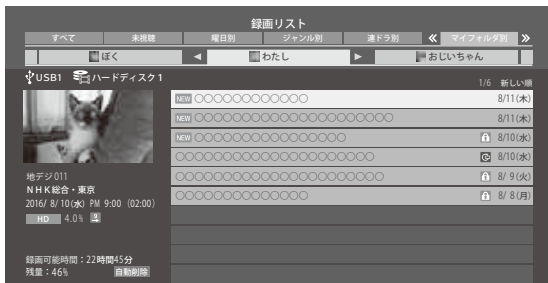 録画リスト
すべて 未視聴 曜日別 ジャンル別 連ドラ別 ≪ マイフォルダ別 ≫
ぼく ◀ わたし ▶ おじいちゃん
USB1 ハードディスク1
1/6 新しい順
NEW ○○○○○○○○○○○○○ 8/11(木)
NEW ○○○○○○○○○○○○○○○○○○○○○○ 8/11(木)
NEW ○○○○○○○○○○○○○○○○○ 8/10(水)
○○○○○○○○○○○○○○○○○○○○○○ 8/10(水)
○○○○○○○○○○○○○○○○○○○○○○○ 8/ 9(火)
○○○○○○○○○○○○○○○ 8/ 8(月)
地デジ011
NHK総合・東京
2016/ 8/10(水) PM 9:00 (02:00)
HD 4.0%
録画可能時間：22時間45分
残量：46% 自動削除